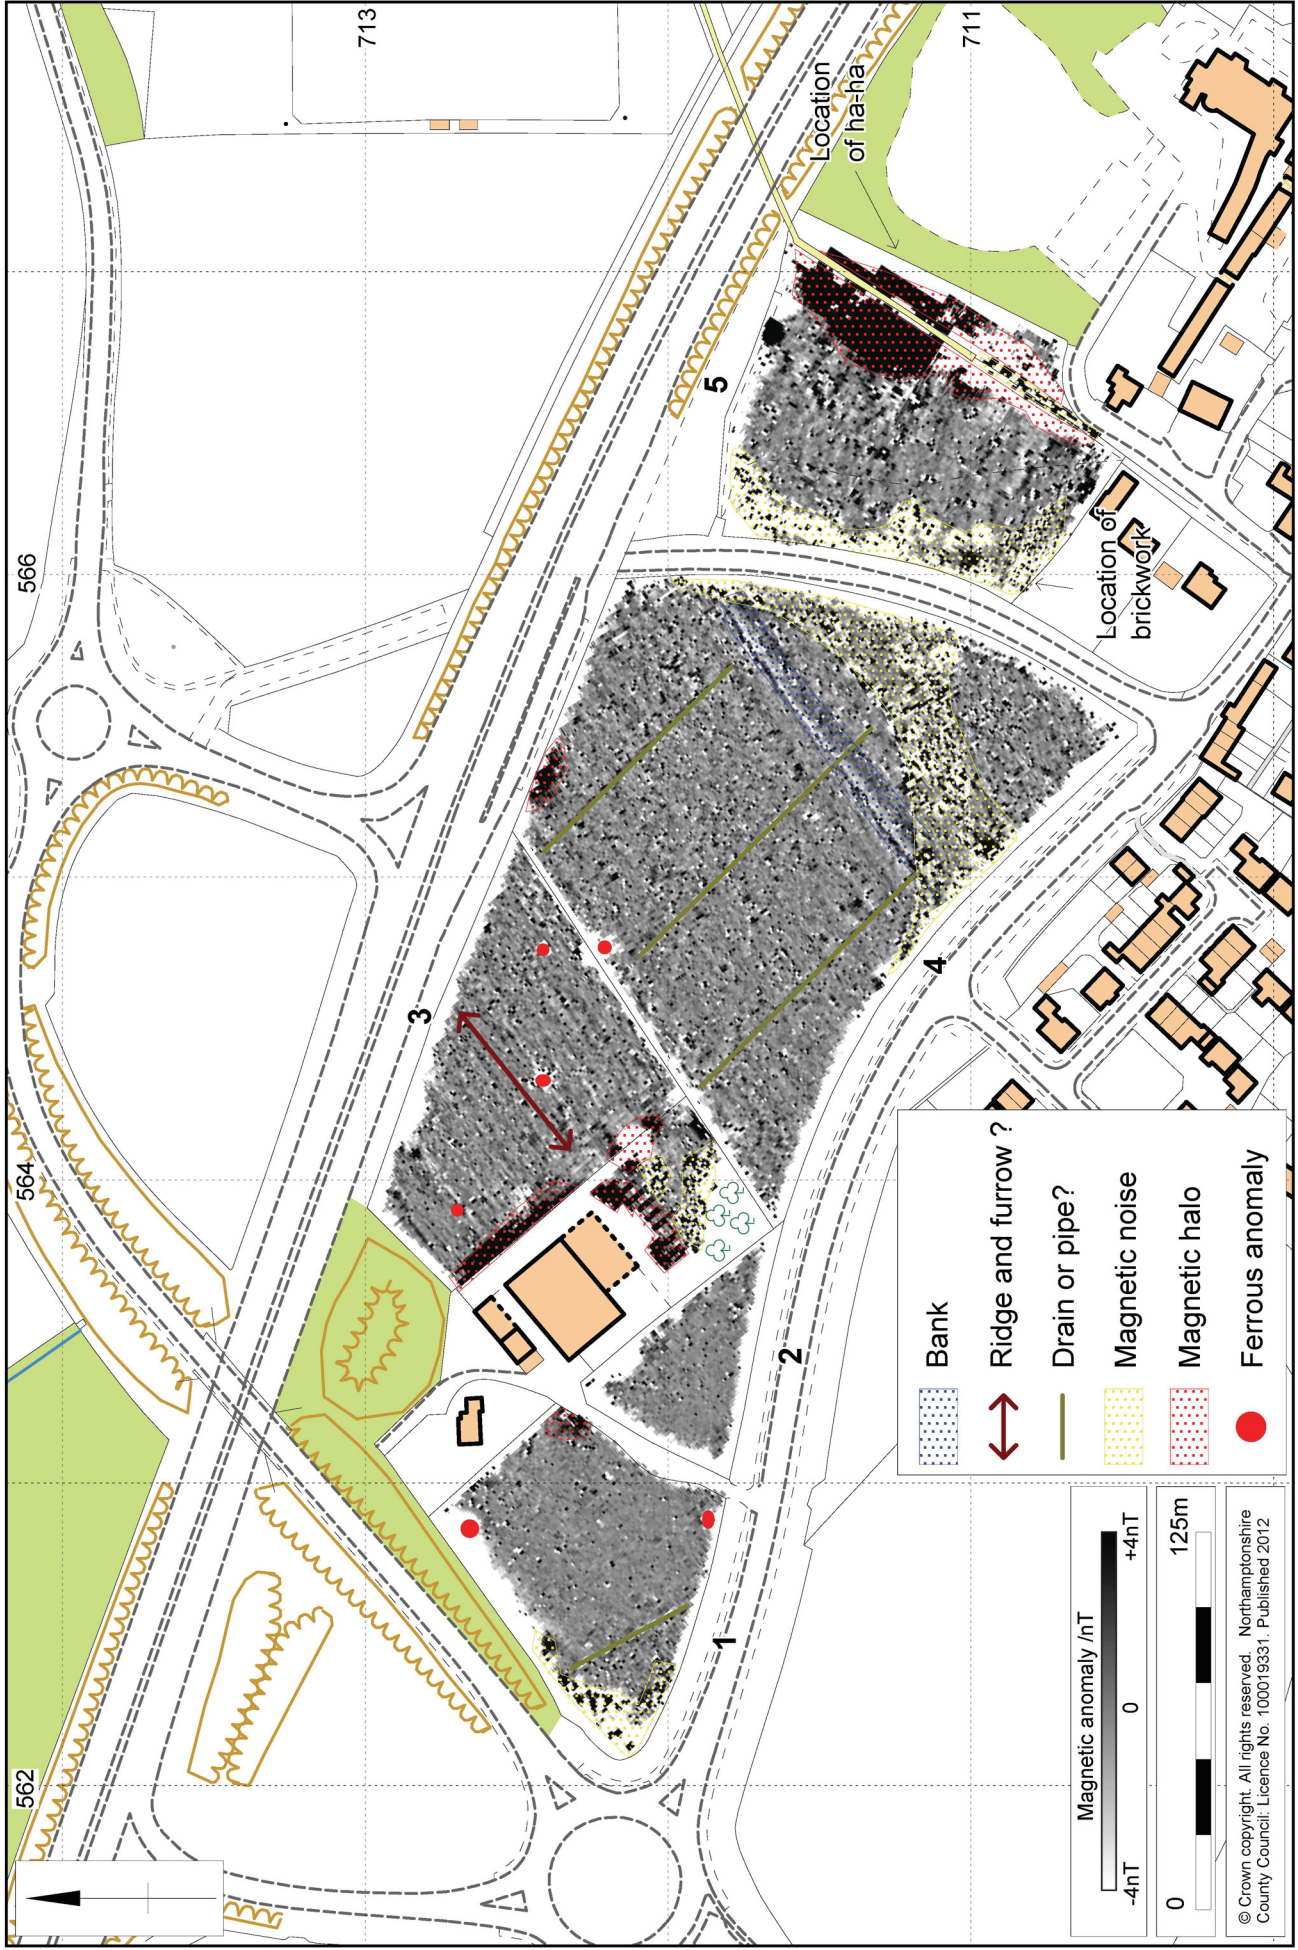 562
564
566
713
711
1
2
3
4
5
Location
of ha-ha
Location of
brickwork
Bank
Ridge and furrow ?
Drain or pipe?
Magnetic noise
Magnetic halo
Ferrous anomaly
Magnetic anomaly /nT
-4nT
0
+4nT
0
125m
© Crown copyright. All rights reserved. Northamptonshire
County Council: Licence No. 100019331. Published 2012